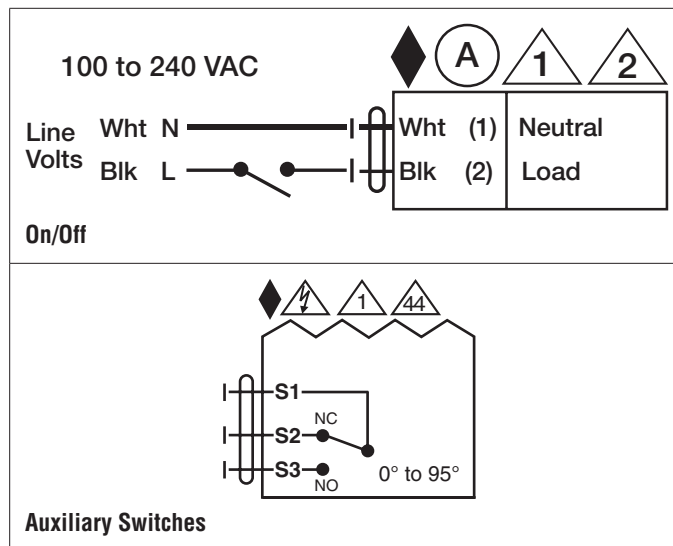 100 to 240 VAC
A 1 2
Line Volts
Wht N Wht (1) Neutral
Blk L Blk (2) Load
On/Off
1 44
S1
NC
S2
S3 0° to 95°
NO
Auxiliary Switches